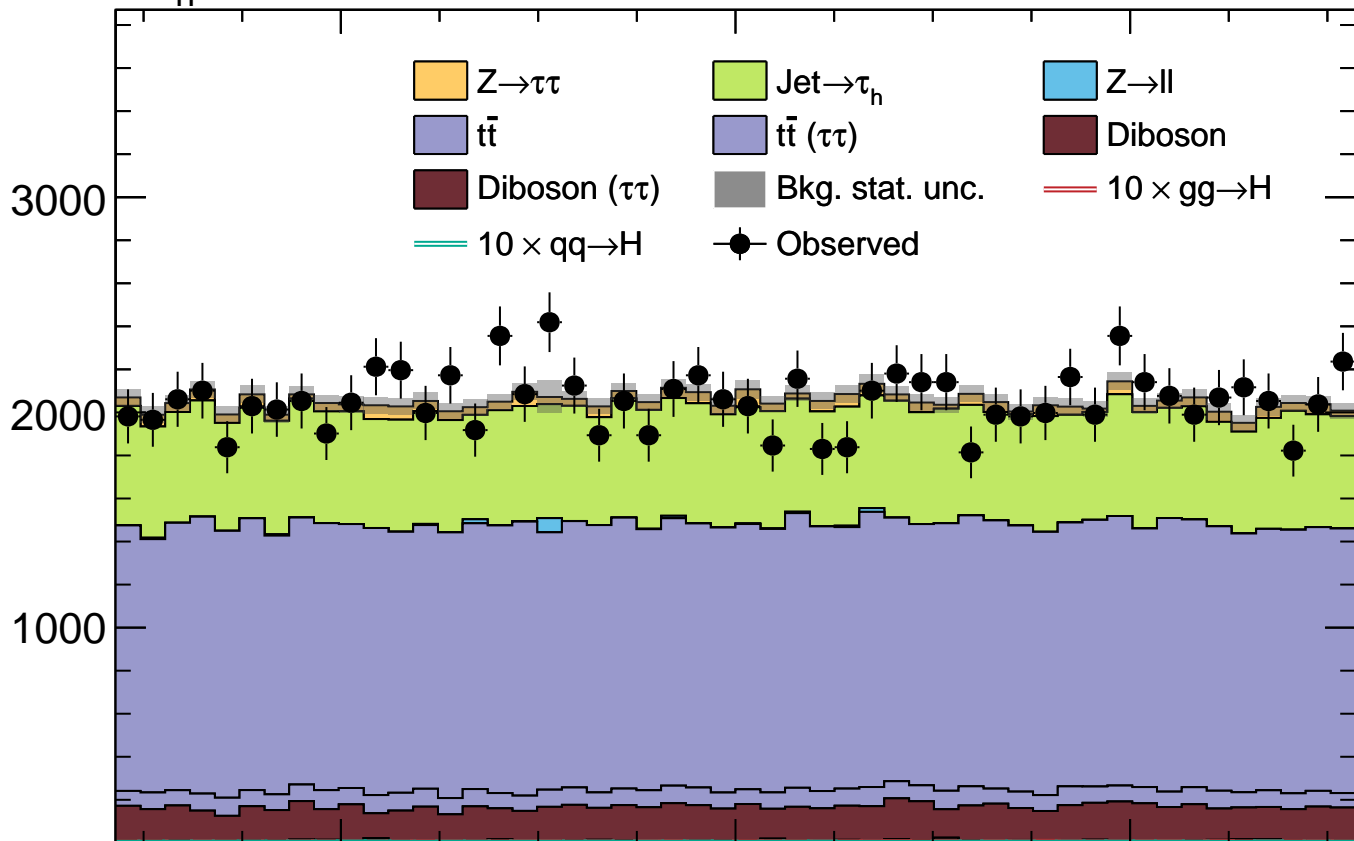 Z→ττ Jet→τh Z→ll
tt̄ tt̄ (ττ) Diboson
Diboson (ττ) Bkg. stat. unc. 10 × gg→H
10 × qq→H Observed
3000
2000
1000